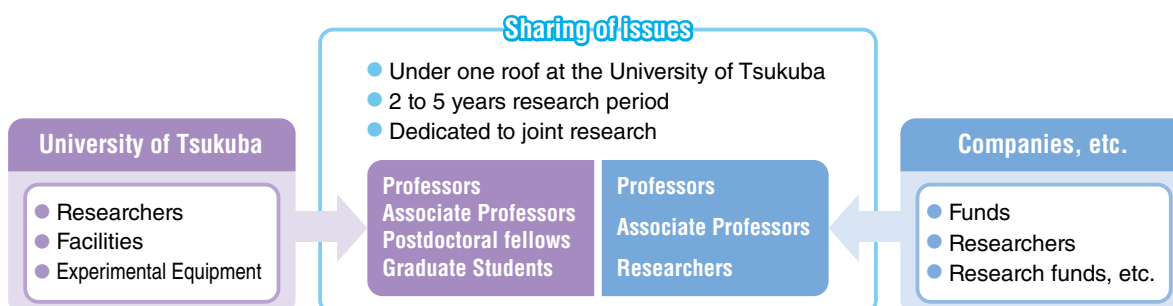 Sharing of issues
Under one roof at the University of Tsukuba
2 to 5 years research period
Dedicated to joint research
University of Tsukuba
Researchers
Facilities
Experimental Equipment
Professors
Associate Professors
Postdoctoral fellows
Graduate Students
Professors
Associate Professors
Researchers
Companies, etc.
Funds
Researchers
Research funds, etc.